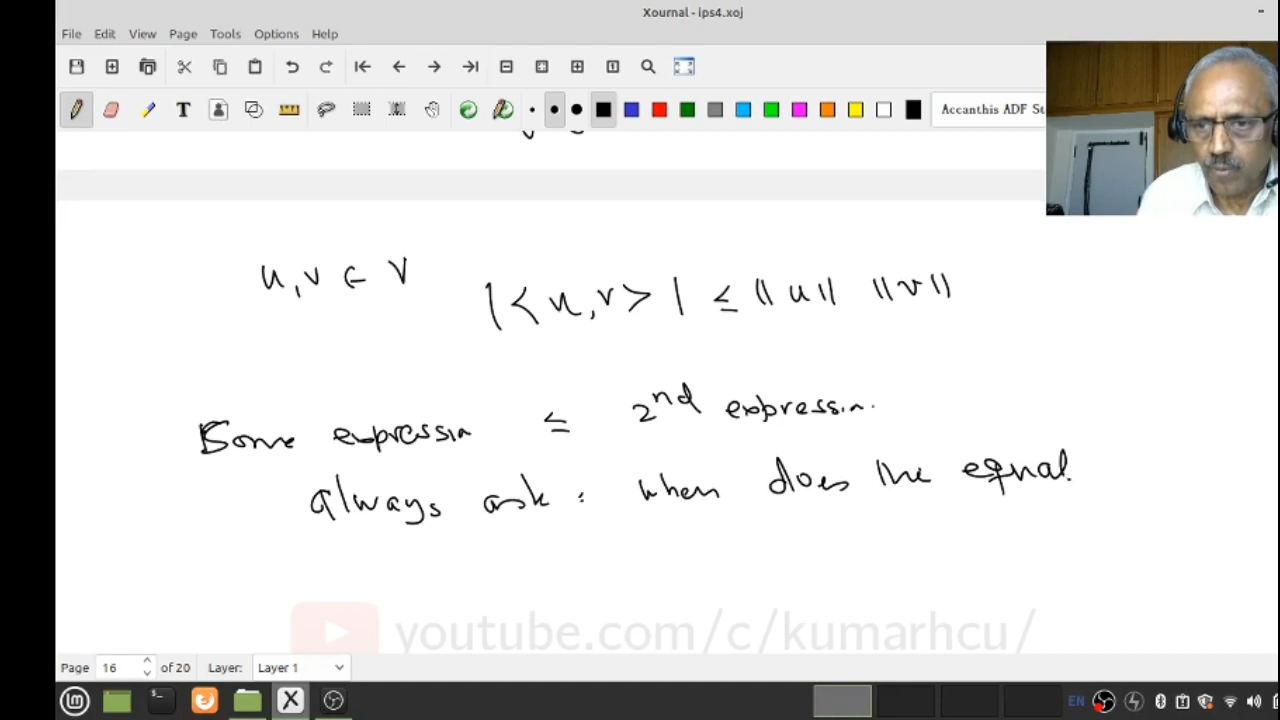 Xournal - ips4.xoj
File Edit View Page Tools Options Help
Accanthis ADF St
u, v ∈ V |< u, v >| ≤ ||u|| ||v||
Some expression ≤ 2nd expression.
always ask : when does the equal
youtube.com/c/kumarhcu/
Page 16 of 20 Layer: Layer 1
EN